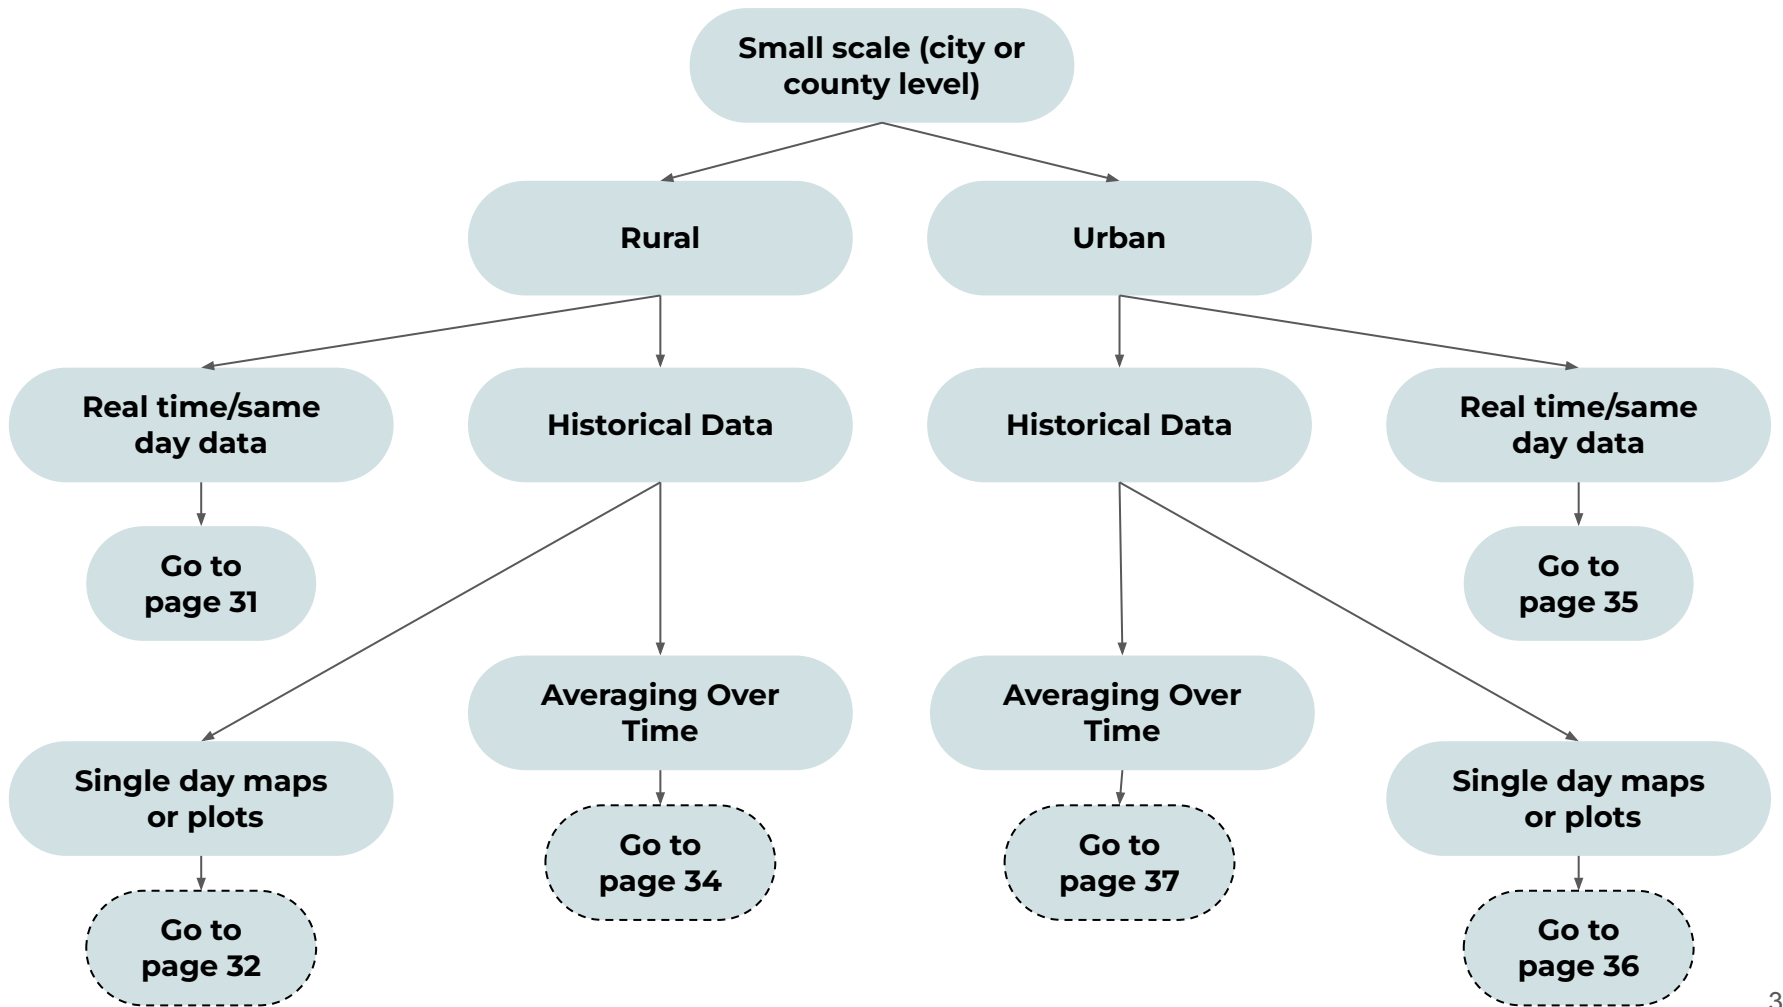 Small scale (city or
county level)
Rural
Urban
Real time/same
day data
Historical Data
Historical Data
Real time/same
day data
Go to
page 31
Go to
page 35
Averaging Over
Time
Averaging Over
Time
Single day maps
or plots
Single day maps
or plots
Go to
page 34
Go to
page 37
Go to
page 32
Go to
page 36
3